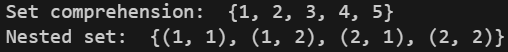 Set comprehension:  {1, 2, 3, 4, 5}
Nested set:  {(1, 1), (1, 2), (2, 1), (2, 2)}